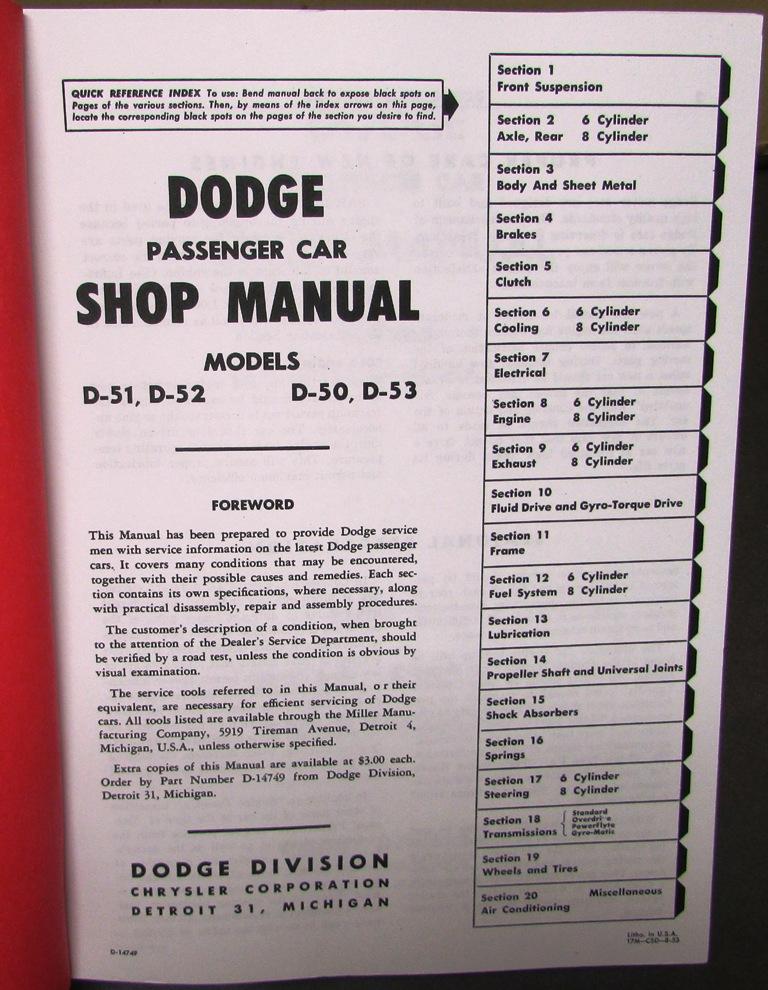 QUICK REFERENCE INDEX To use: Bend manual back to expose black spots on
Pages of the various sections. Then, by means of the index arrows on this page,
locate the corresponding black spots on the pages of the section you desire to find.
DODGE
PASSENGER CAR
SHOP MANUAL
MODELS
D-51, D-52 D-50, D-53
FOREWORD
This Manual has been prepared to provide Dodge service
men with service information on the latest Dodge passenger
cars. It covers many conditions that may be encountered,
together with their possible causes and remedies. Each sec-
tion contains its own specifications, where necessary, along
with practical disassembly, repair and assembly procedures.
The customer's description of a condition, when brought
to the attention of the Dealer's Service Department, should
be verified by a road test, unless the condition is obvious by
visual examination.
The service tools referred to in this Manual, o r their
equivalent, are necessary for efficient servicing of Dodge
cars. All tools listed are available through the Miller Manu-
facturing Company, 5919 Tireman Avenue, Detroit 4,
Michigan, U.S.A., unless otherwise specified.
Extra copies of this Manual are available at $3.00 each.
Order by Part Number D-14749 from Dodge Division,
Detroit 31, Michigan.
DODGE DIVISION
CHRYSLER CORPORATION
DETROIT 31, MICHIGAN
D-14749
Section 1
Front Suspension
Section 2 6 Cylinder
Axle, Rear 8 Cylinder
Section 3
Body And Sheet Metal
Section 4
Brakes
Section 5
Clutch
Section 6 6 Cylinder
Cooling 8 Cylinder
Section 7
Electrical
Section 8 6 Cylinder
Engine 8 Cylinder
Section 9 6 Cylinder
Exhaust 8 Cylinder
Section 10
Fluid Drive and Gyro-Torque Drive
Section 11
Frame
Section 12 6 Cylinder
Fuel System 8 Cylinder
Section 13
Lubrication
Section 14
Propeller Shaft and Universal Joints
Section 15
Shock Absorbers
Section 16
Springs
Section 17 6 Cylinder
Steering 8 Cylinder
Section 18
Transmissions
Standard
Overdrive
Powerflyte
Gyro-Matic
Section 19
Wheels and Tires
Section 20 Miscellaneous
Air Conditioning
Litho. in U.S.A.
17M—CSD—8-53